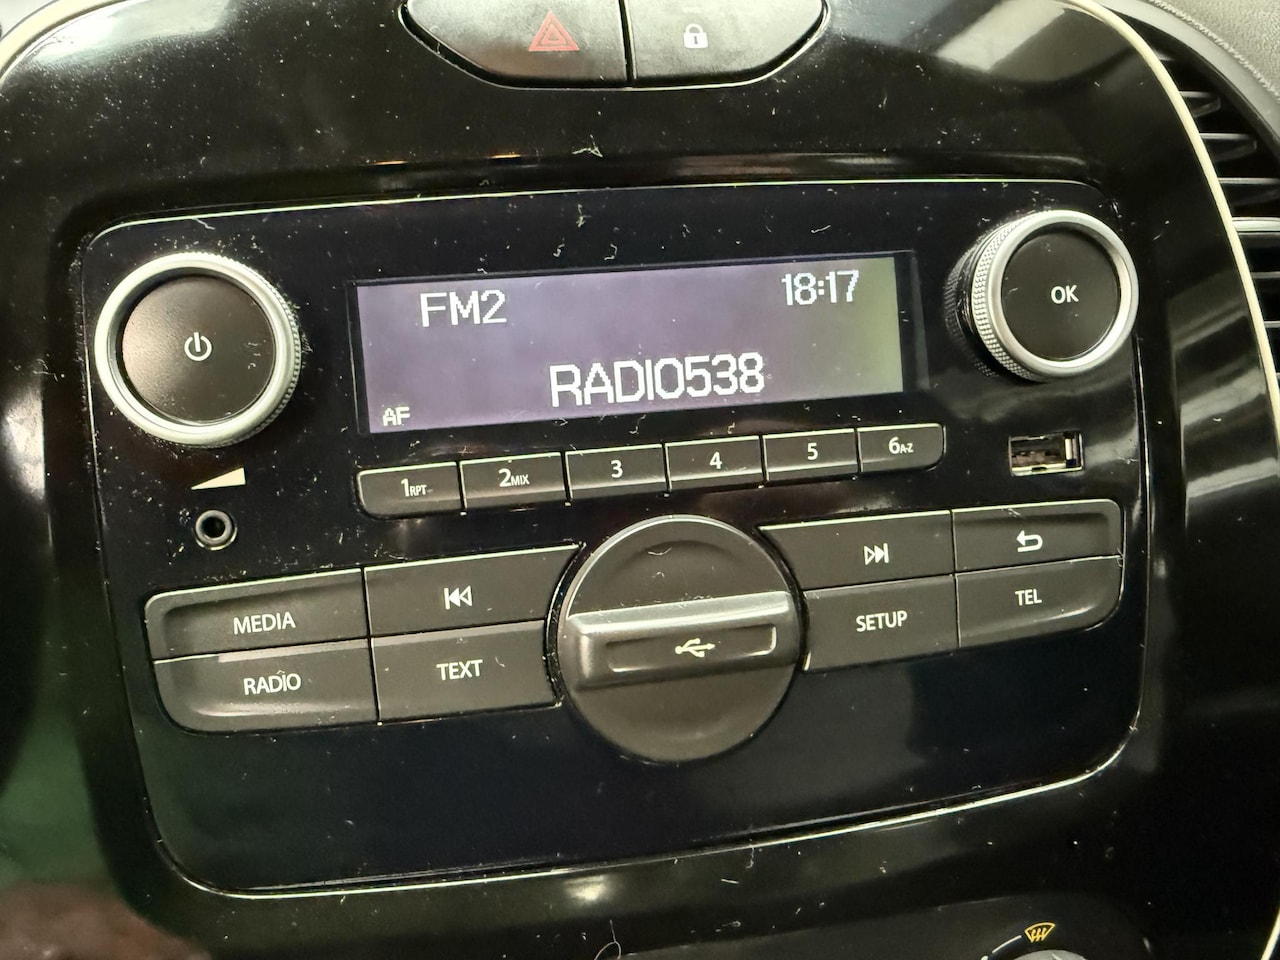 FM2 18:17
RADIO538
AF
OK
1RPT 2MIX 3 4 5 6A-Z
MEDIA
RADIO TEXT
SETUP TEL